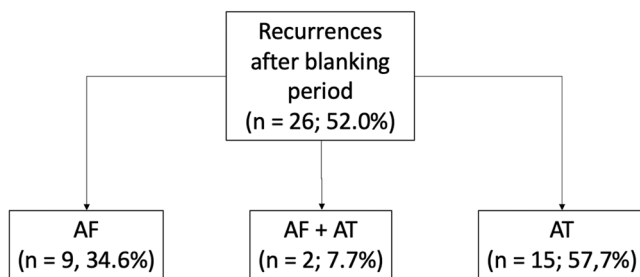 Recurrences
after blanking
period
(n = 26; 52.0%)
AF
(n = 9, 34.6%)
AF + AT
(n = 2; 7.7%)
AT
(n = 15; 57,7%)